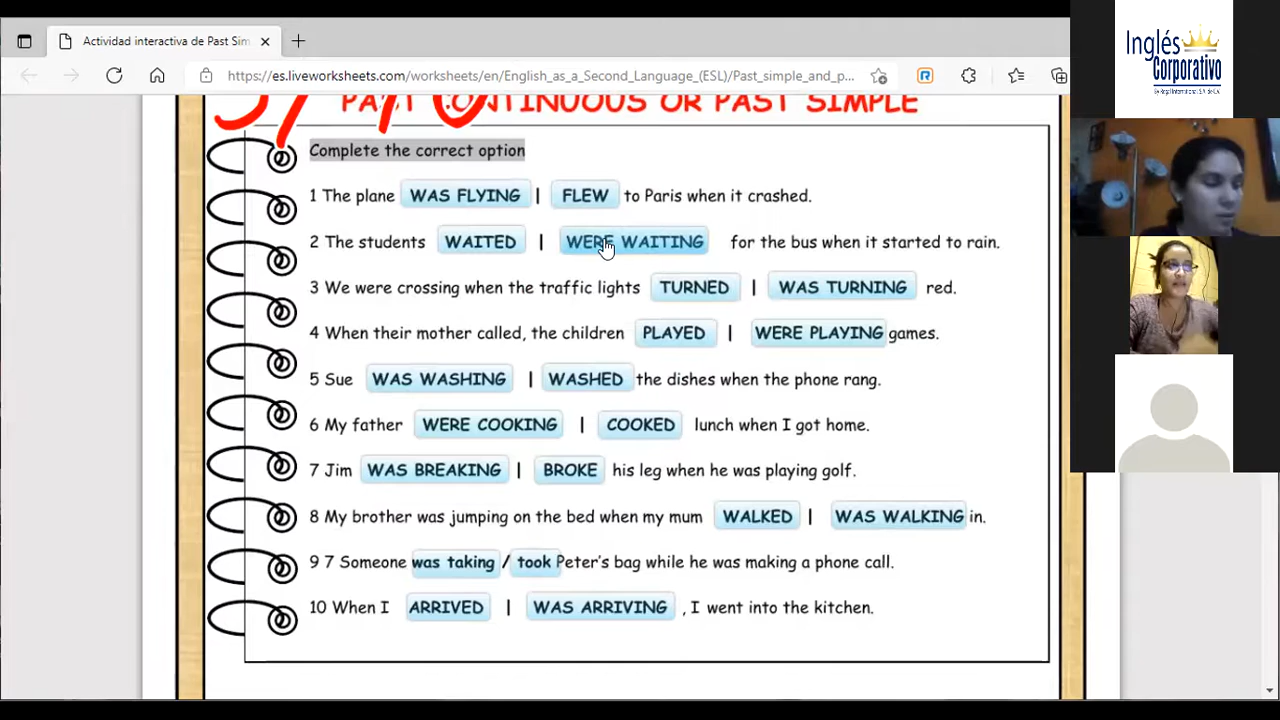 Actividad interactiva de Past Sim
https://es.liveworksheets.com/worksheets/en/English_as_a_Second_Language_(ESL)/Past_simple_and_p...
Inglés
Corporativo
PAST CONTINUOUS OR PAST SIMPLE
Complete the correct option
1 The plane WAS FLYING | FLEW to Paris when it crashed.
2 The students WAITED | WERE WAITING for the bus when it started to rain.
3 We were crossing when the traffic lights TURNED | WAS TURNING red.
4 When their mother called, the children PLAYED | WERE PLAYING games.
5 Sue WAS WASHING | WASHED the dishes when the phone rang.
6 My father WERE COOKING | COOKED lunch when I got home.
7 Jim WAS BREAKING | BROKE his leg when he was playing golf.
8 My brother was jumping on the bed when my mum WALKED | WAS WALKING in.
9 7 Someone was taking / took Peter's bag while he was making a phone call.
10 When I ARRIVED | WAS ARRIVING , I went into the kitchen.